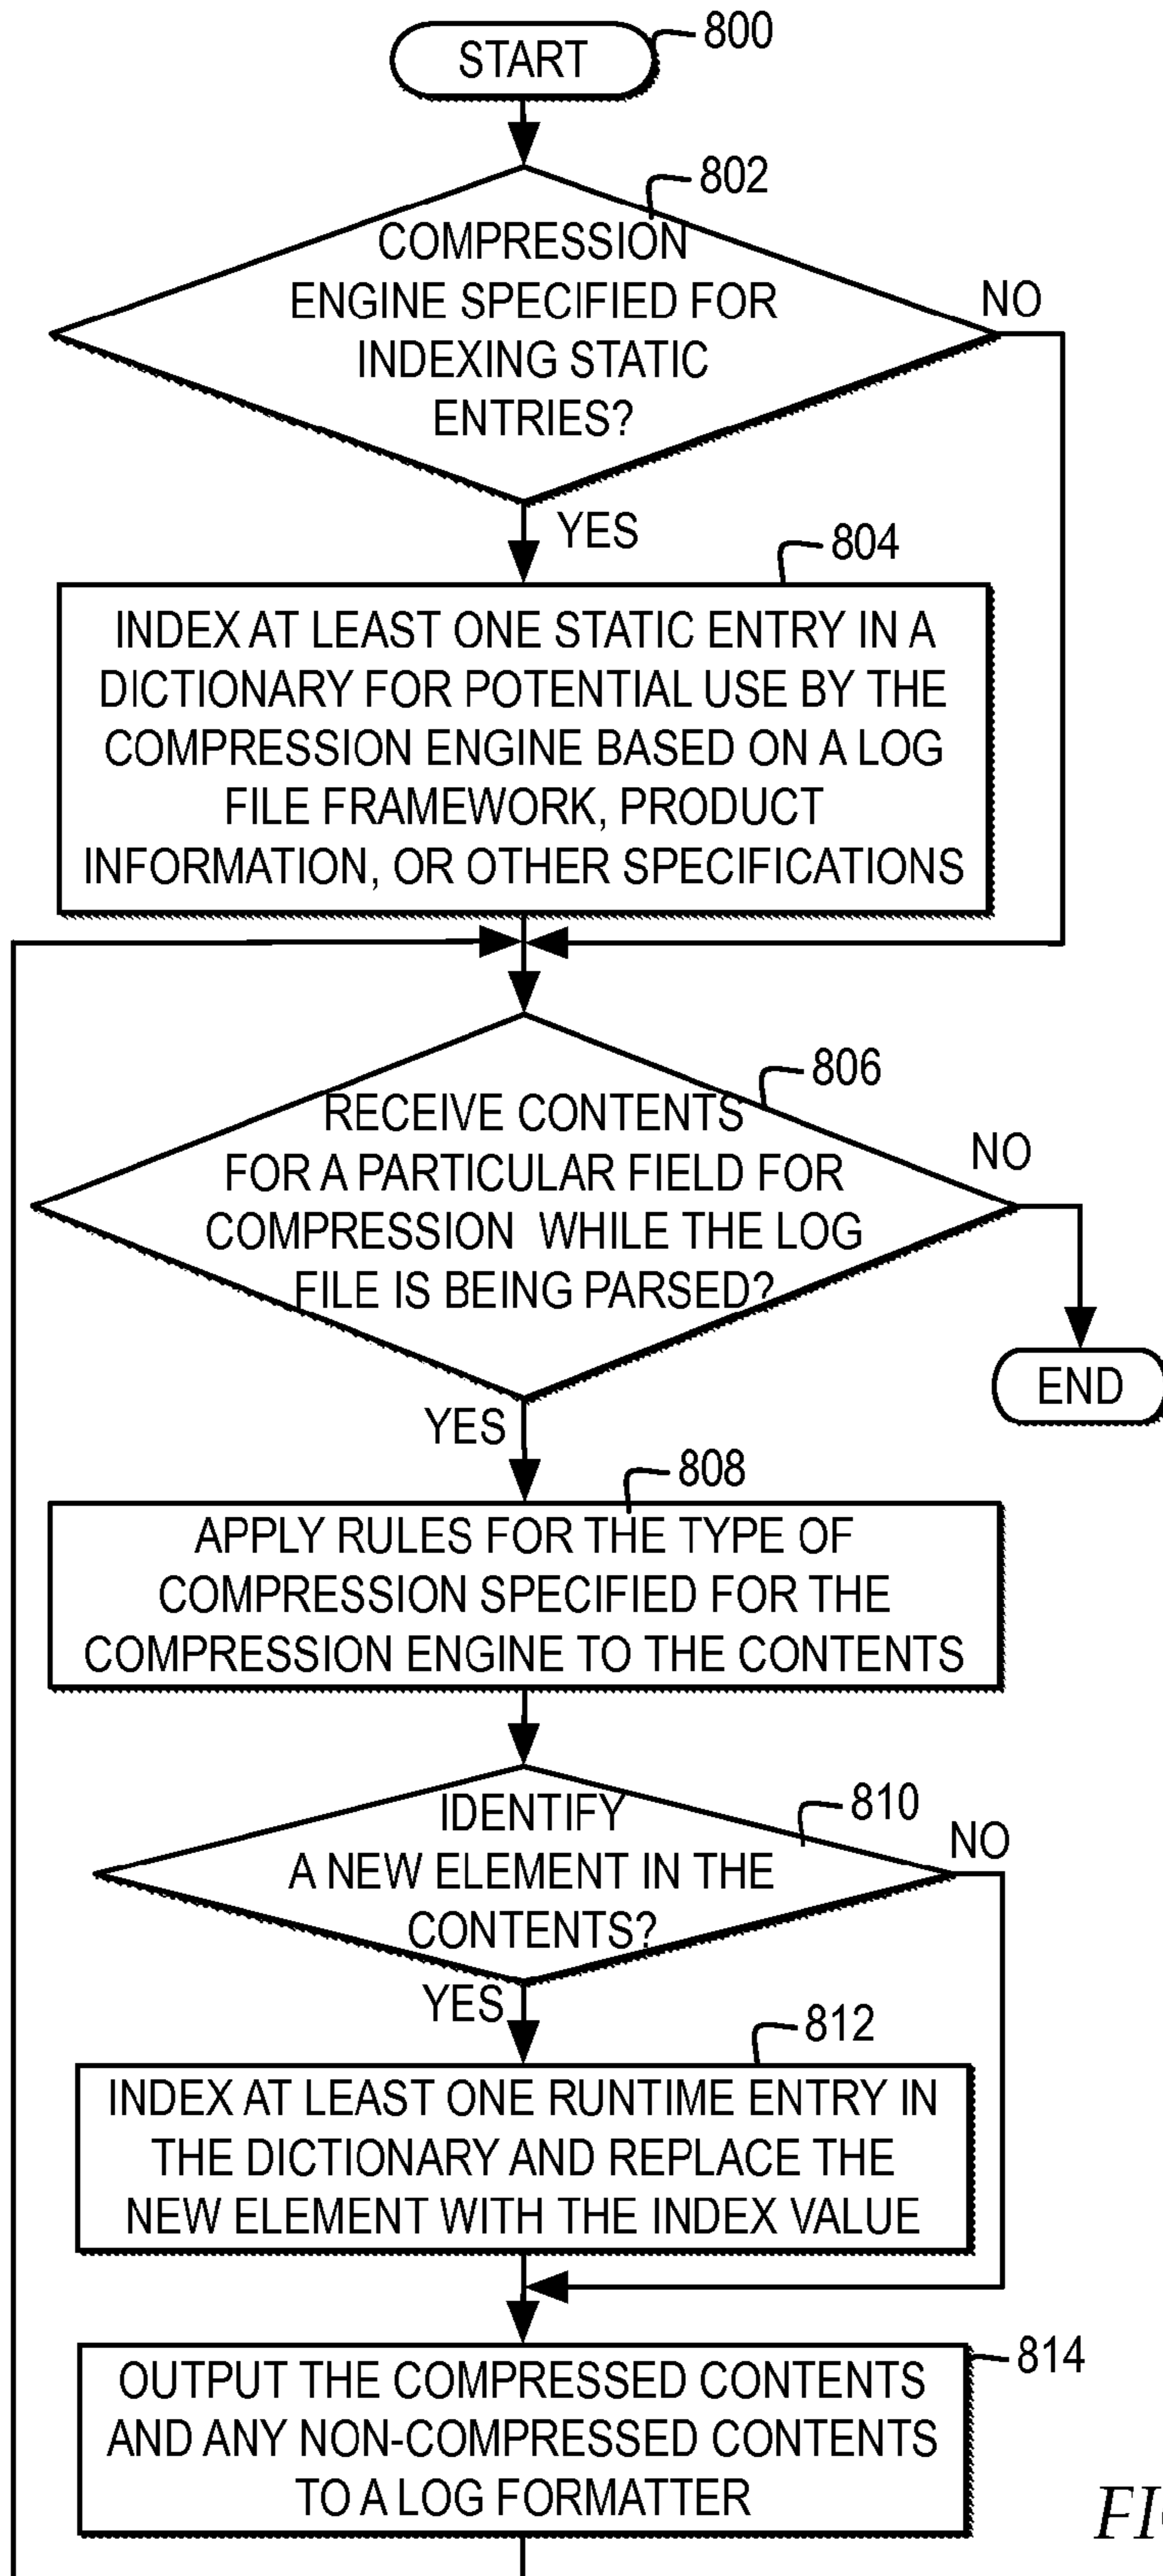 START
800
802
COMPRESSION
ENGINE SPECIFIED FOR
INDEXING STATIC
ENTRIES?
NO
YES
804
INDEX AT LEAST ONE STATIC ENTRY IN A
DICTIONARY FOR POTENTIAL USE BY THE
COMPRESSION ENGINE BASED ON A LOG
FILE FRAMEWORK, PRODUCT
INFORMATION, OR OTHER SPECIFICATIONS
806
RECEIVE CONTENTS
FOR A PARTICULAR FIELD FOR
COMPRESSION WHILE THE LOG
FILE IS BEING PARSED?
NO
END
YES
808
APPLY RULES FOR THE TYPE OF
COMPRESSION SPECIFIED FOR THE
COMPRESSION ENGINE TO THE CONTENTS
810
IDENTIFY
A NEW ELEMENT IN THE
CONTENTS?
NO
YES
812
INDEX AT LEAST ONE RUNTIME ENTRY IN
THE DICTIONARY AND REPLACE THE
NEW ELEMENT WITH THE INDEX VALUE
814
OUTPUT THE COMPRESSED CONTENTS
AND ANY NON-COMPRESSED CONTENTS
TO A LOG FORMATTER